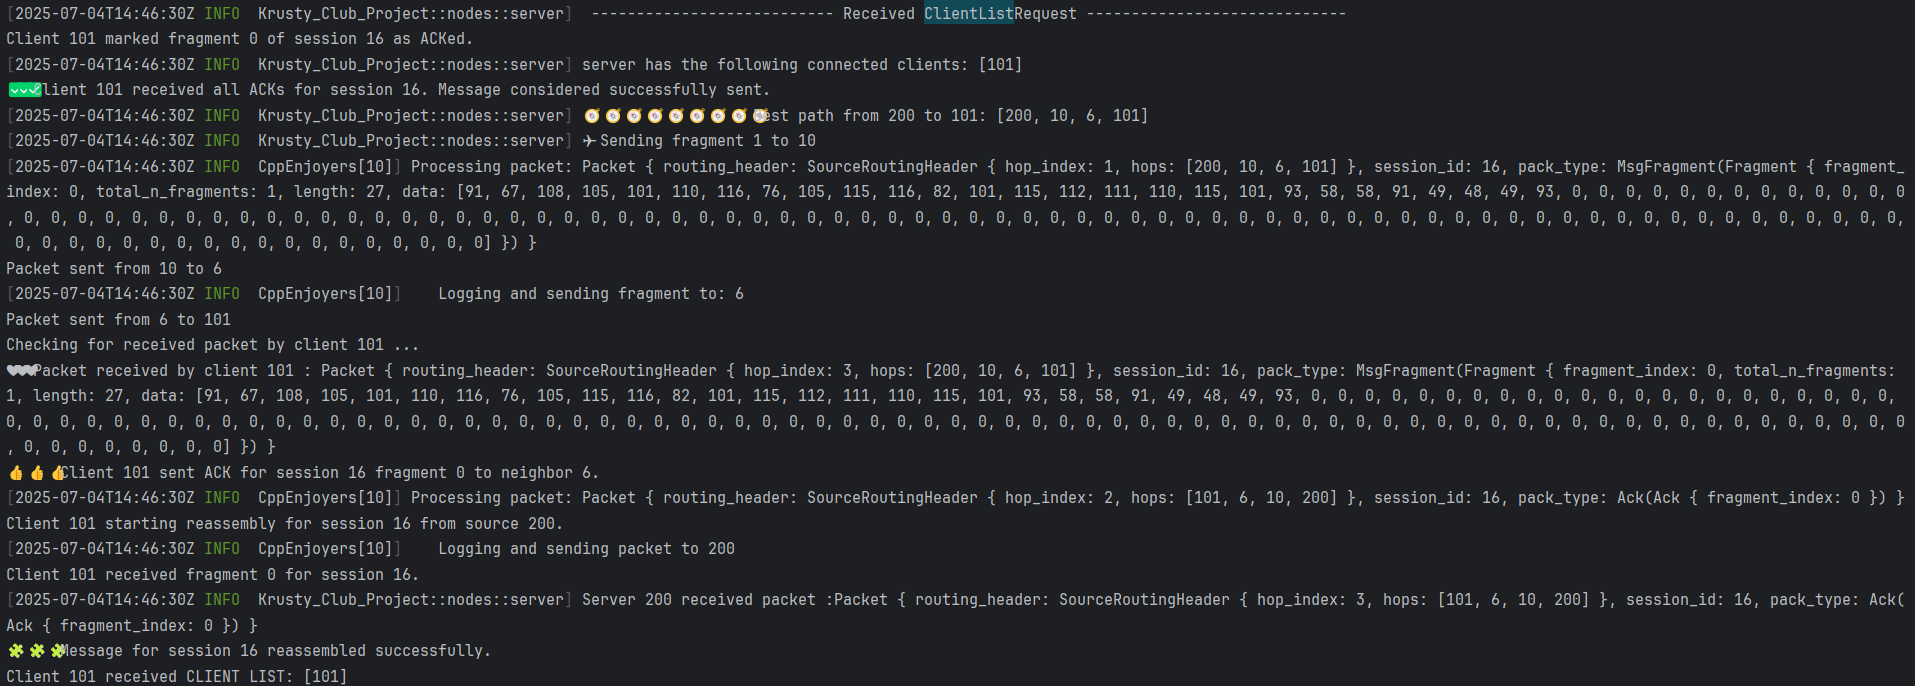 [2025-07-04T14:46:30Z INFO  Krusty_Club_Project::nodes::server]  --------------------------- Received ClientListRequest -----------------------------
Client 101 marked fragment 0 of session 16 as ACKed.
[2025-07-04T14:46:30Z INFO  Krusty_Club_Project::nodes::server] server has the following connected clients: [101]
✅✅✅Client 101 received all ACKs for session 16. Message considered successfully sent.
[2025-07-04T14:46:30Z INFO  Krusty_Club_Project::nodes::server] 🧭🧭🧭🧭🧭🧭🧭🧭🧭Best path from 200 to 101: [200, 10, 6, 101]
[2025-07-04T14:46:30Z INFO  Krusty_Club_Project::nodes::server] ✈Sending fragment 1 to 10
[2025-07-04T14:46:30Z INFO  CppEnjoyers[10]] Processing packet: Packet { routing_header: SourceRoutingHeader { hop_index: 1, hops: [200, 10, 6, 101] }, session_id: 16, pack_type: MsgFragment(Fragment { fragment_
index: 0, total_n_fragments: 1, length: 27, data: [91, 67, 108, 105, 101, 110, 116, 76, 105, 115, 116, 82, 101, 115, 112, 111, 110, 115, 101, 93, 58, 58, 91, 49, 48, 49, 93, 0, 0, 0, 0, 0, 0, 0, 0, 0, 0, 0, 0, 0
, 0, 0, 0, 0, 0, 0, 0, 0, 0, 0, 0, 0, 0, 0, 0, 0, 0, 0, 0, 0, 0, 0, 0, 0, 0, 0, 0, 0, 0, 0, 0, 0, 0, 0, 0, 0, 0, 0, 0, 0, 0, 0, 0, 0, 0, 0, 0, 0, 0, 0, 0, 0, 0, 0, 0, 0, 0, 0, 0, 0, 0, 0, 0, 0, 0, 0, 0, 0, 0, 0,
 0, 0, 0, 0, 0, 0, 0, 0, 0, 0, 0, 0, 0, 0, 0, 0, 0, 0] }) }
Packet sent from 10 to 6
[2025-07-04T14:46:30Z INFO  CppEnjoyers[10]]    Logging and sending fragment to: 6
Packet sent from 6 to 101
Checking for received packet by client 101 ...
🖤🖤🖤Packet received by client 101 : Packet { routing_header: SourceRoutingHeader { hop_index: 3, hops: [200, 10, 6, 101] }, session_id: 16, pack_type: MsgFragment(Fragment { fragment_index: 0, total_n_fragments:
1, length: 27, data: [91, 67, 108, 105, 101, 110, 116, 76, 105, 115, 116, 82, 101, 115, 112, 111, 110, 115, 101, 93, 58, 58, 91, 49, 48, 49, 93, 0, 0, 0, 0, 0, 0, 0, 0, 0, 0, 0, 0, 0, 0, 0, 0, 0, 0, 0, 0, 0, 0,
0, 0, 0, 0, 0, 0, 0, 0, 0, 0, 0, 0, 0, 0, 0, 0, 0, 0, 0, 0, 0, 0, 0, 0, 0, 0, 0, 0, 0, 0, 0, 0, 0, 0, 0, 0, 0, 0, 0, 0, 0, 0, 0, 0, 0, 0, 0, 0, 0, 0, 0, 0, 0, 0, 0, 0, 0, 0, 0, 0, 0, 0, 0, 0, 0, 0, 0, 0, 0, 0, 0
, 0, 0, 0, 0, 0, 0, 0, 0] }) }
👍👍👍Client 101 sent ACK for session 16 fragment 0 to neighbor 6.
[2025-07-04T14:46:30Z INFO  CppEnjoyers[10]] Processing packet: Packet { routing_header: SourceRoutingHeader { hop_index: 2, hops: [101, 6, 10, 200] }, session_id: 16, pack_type: Ack(Ack { fragment_index: 0 }) }
Client 101 starting reassembly for session 16 from source 200.
[2025-07-04T14:46:30Z INFO  CppEnjoyers[10]]    Logging and sending packet to 200
Client 101 received fragment 0 for session 16.
[2025-07-04T14:46:30Z INFO  Krusty_Club_Project::nodes::server] Server 200 received packet :Packet { routing_header: SourceRoutingHeader { hop_index: 3, hops: [101, 6, 10, 200] }, session_id: 16, pack_type: Ack(
Ack { fragment_index: 0 }) }
🧩🧩🧩Message for session 16 reassembled successfully.
Client 101 received CLIENT LIST: [101]